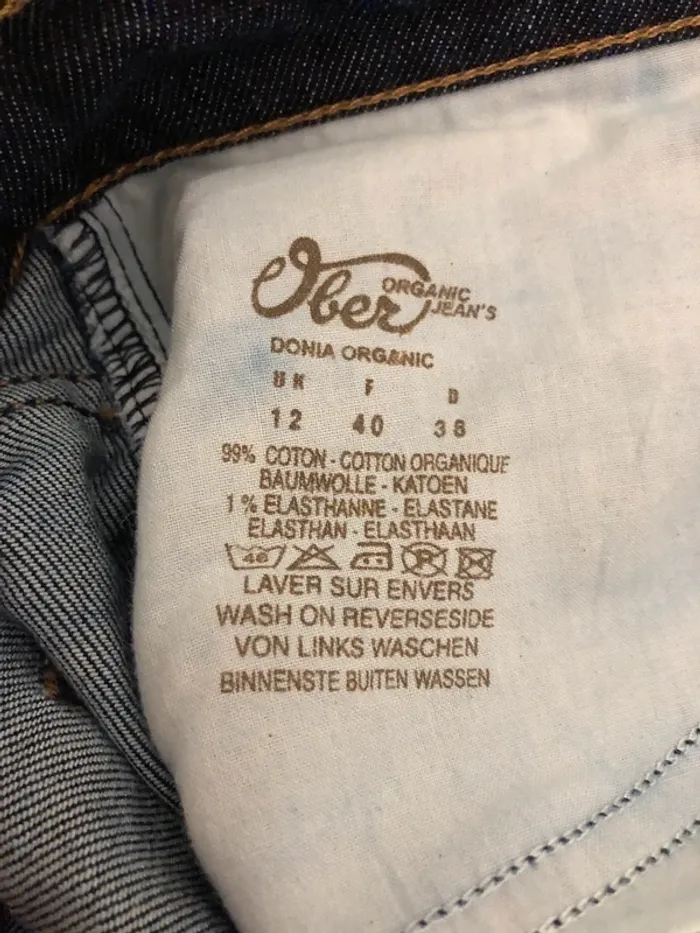 Ober ORGANIC JEAN'S
DONIA ORGANIC
UK F D
12 40 38
99% COTON - COTTON ORGANIQUE
BAUMWOLLE - KATOEN
1% ELASTHANNE - ELASTANE
ELASTHAN - ELASTHAAN
40 P
LAVER SUR ENVERS
WASH ON REVERSESIDE
VON LINKS WASCHEN
BINNENSTE BUITEN WASSEN